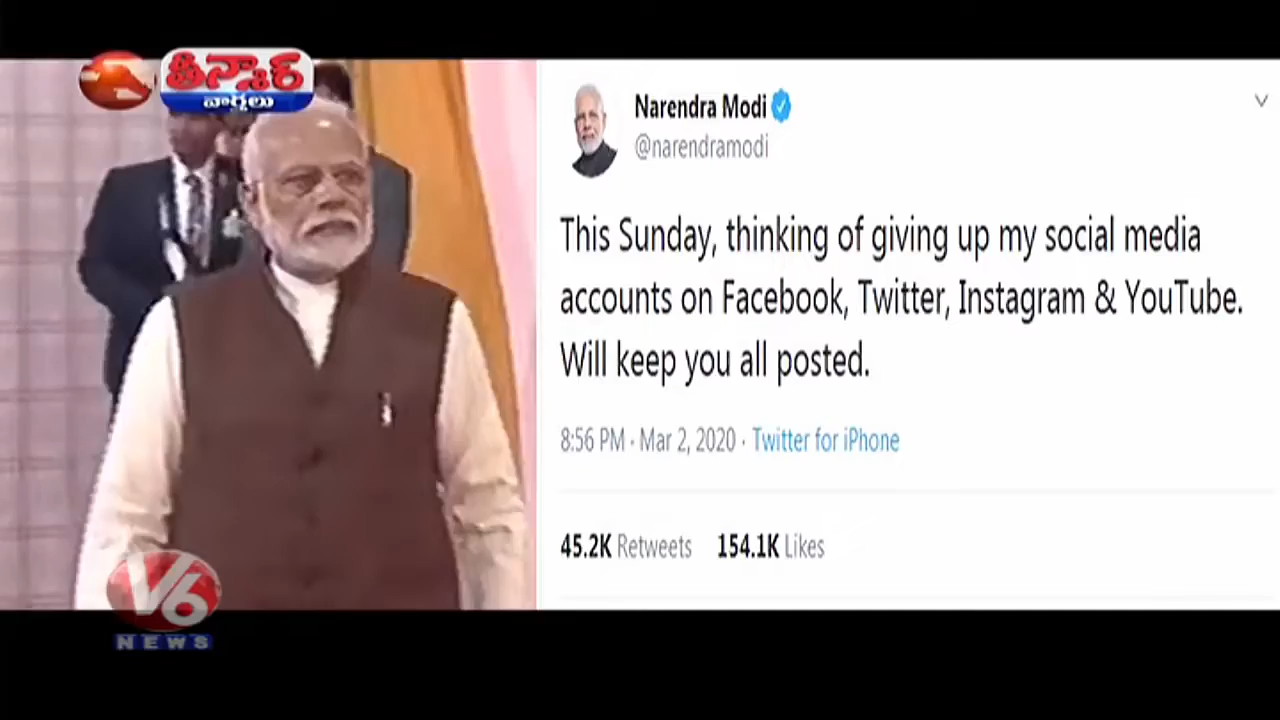 తీన్మార్
వార్తలు
Narendra Modi
@narendramodi
This Sunday, thinking of giving up my social media
accounts on Facebook, Twitter, Instagram & YouTube.
Will keep you all posted.
8:56 PM · Mar 2, 2020 · Twitter for iPhone
45.2K Retweets 154.1K Likes
V6
NEWS